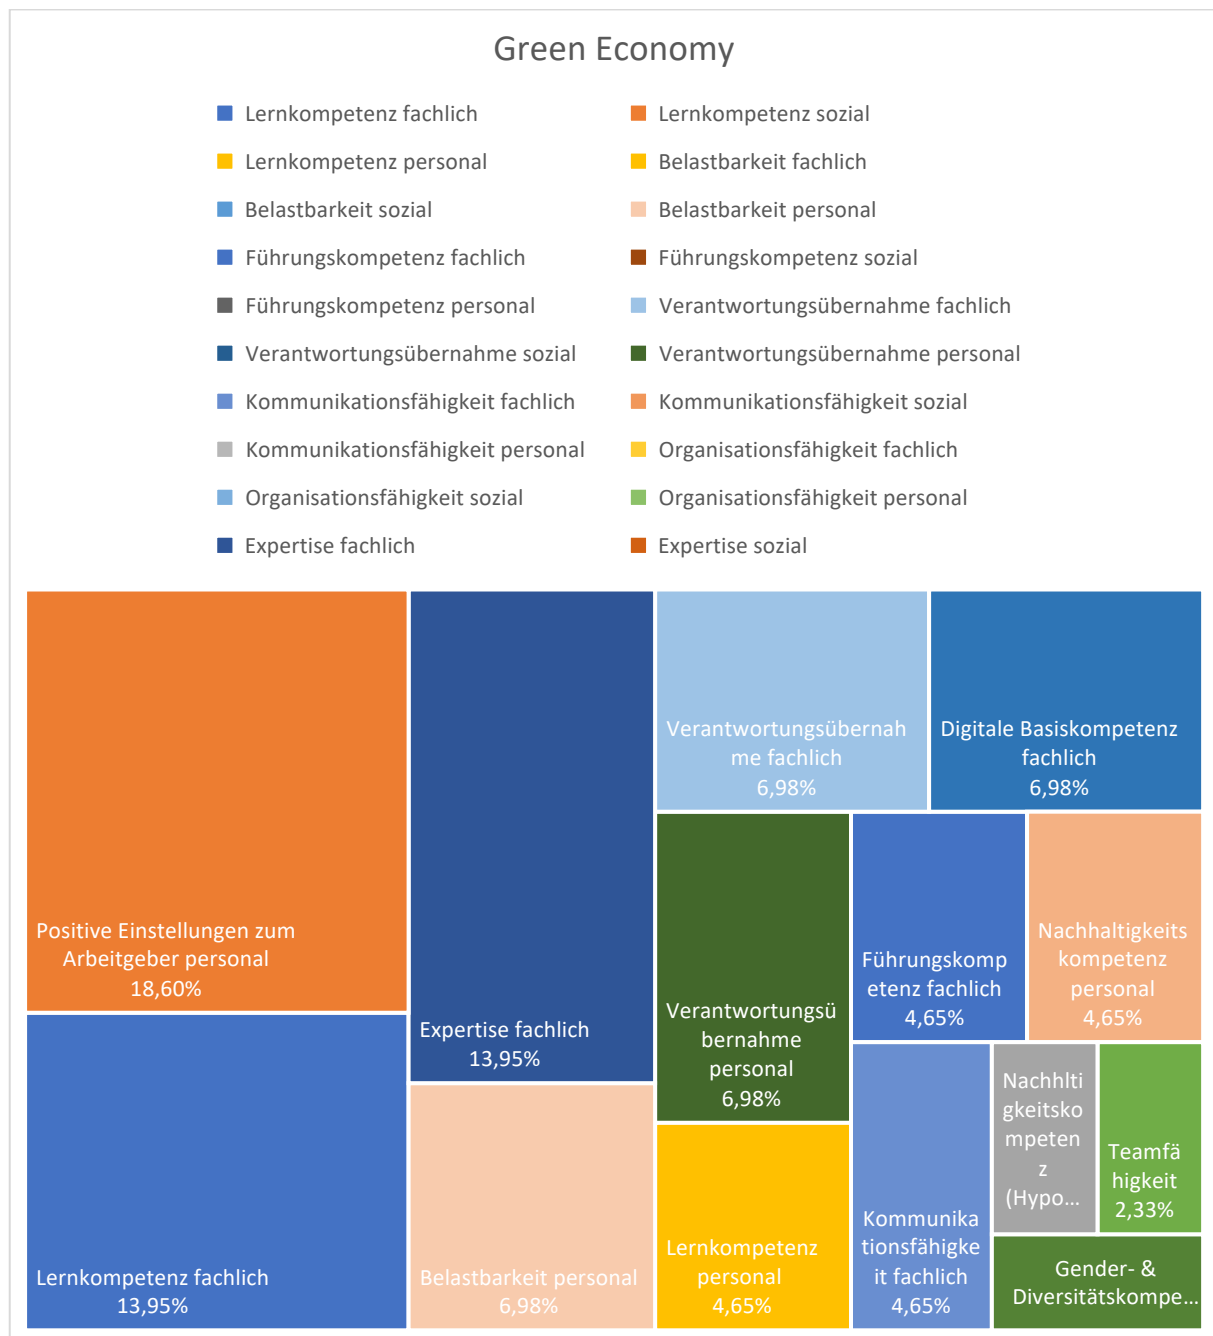 Green Economy
Lernkompetenz fachlich
Lernkompetenz sozial
Lernkompetenz personal
Belastbarkeit fachlich
Belastbarkeit sozial
Belastbarkeit personal
Führungskompetenz fachlich
Führungskompetenz sozial
Führungskompetenz personal
Verantwortungsübernahme fachlich
Verantwortungsübernahme sozial
Verantwortungsübernahme personal
Kommunikationsfähigkeit fachlich
Kommunikationsfähigkeit sozial
Kommunikationsfähigkeit personal
Organisationsfähigkeit fachlich
Organisationsfähigkeit sozial
Organisationsfähigkeit personal
Expertise fachlich
Expertise sozial
Positive Einstellungen zum
Arbeitgeber personal
18,60%
Lernkompetenz fachlich
13,95%
Expertise fachlich
13,95%
Belastbarkeit personal
6,98%
Verantwortungsübernah
me fachlich
6,98%
Digitale Basiskompetenz
fachlich
6,98%
Verantwortungsü
bernahme
personal
6,98%
Lernkompetenz
personal
4,65%
Führungskomp
etenz fachlich
4,65%
Nachhaltigkeits
kompetenz
personal
4,65%
Kommunika
tionsfähigke
it fachlich
4,65%
Nachhlti
gkeitsko
mpeten
z
(Hypo...
Teamfä
higkeit
2,33%
Gender- &
Diversitätskompe...